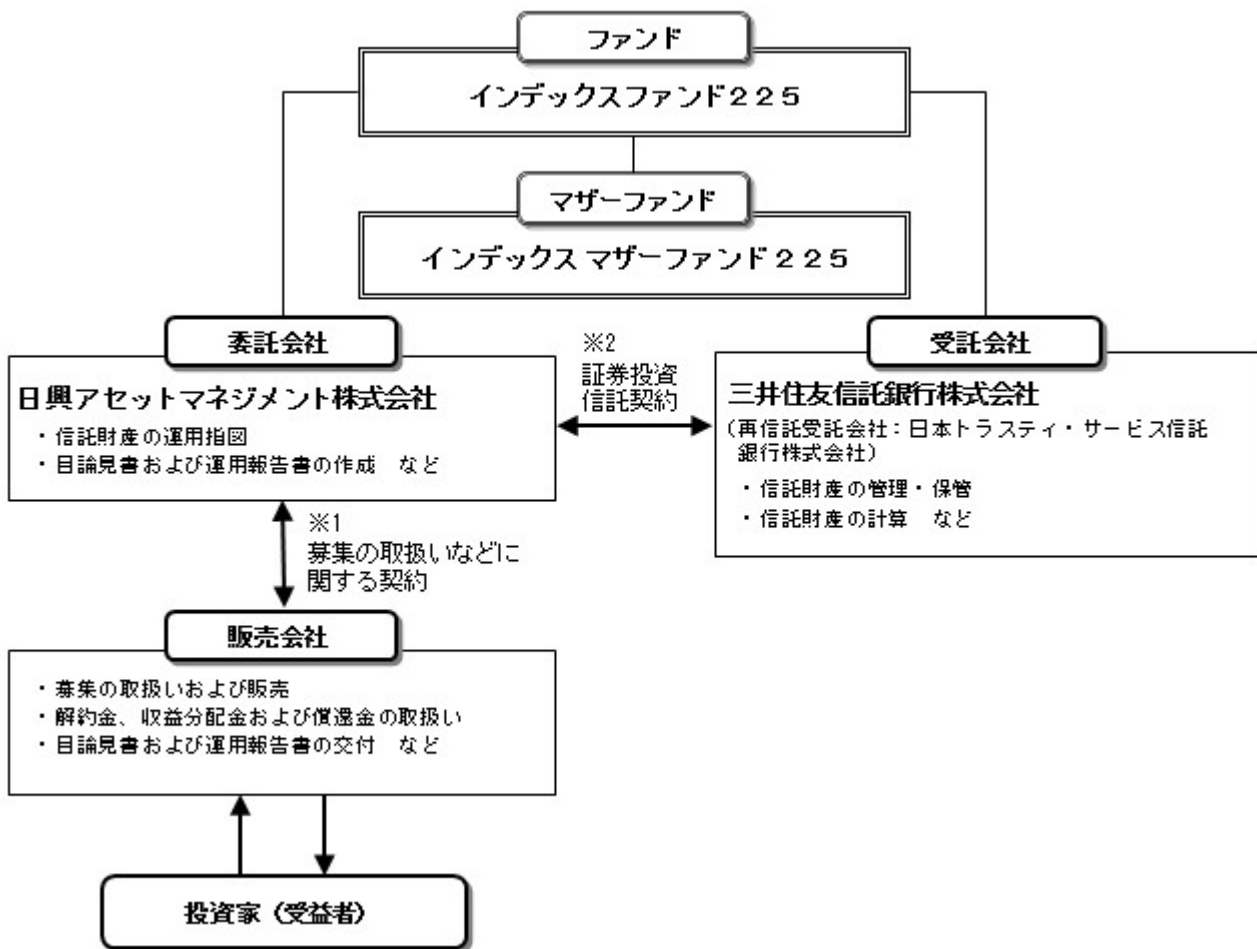 ファンド
インデックスファンド２２５
マザーファンド
インデックス マザーファンド２２５
委託会社
日興アセットマネジメント株式会社
・信託財産の運用指図
・目論見書および運用報告書の作成　など
※2
証券投資
信託契約
受託会社
三井住友信託銀行株式会社
（再信託受託会社：日本トラスティ・サービス信託
銀行株式会社）
・信託財産の管理・保管
・信託財産の計算　など
※1
募集の取扱いなどに
関する契約
販売会社
・募集の取扱いおよび販売
・解約金、収益分配金および償還金の取扱い
・目論見書および運用報告書の交付　など
投資家（受益者）